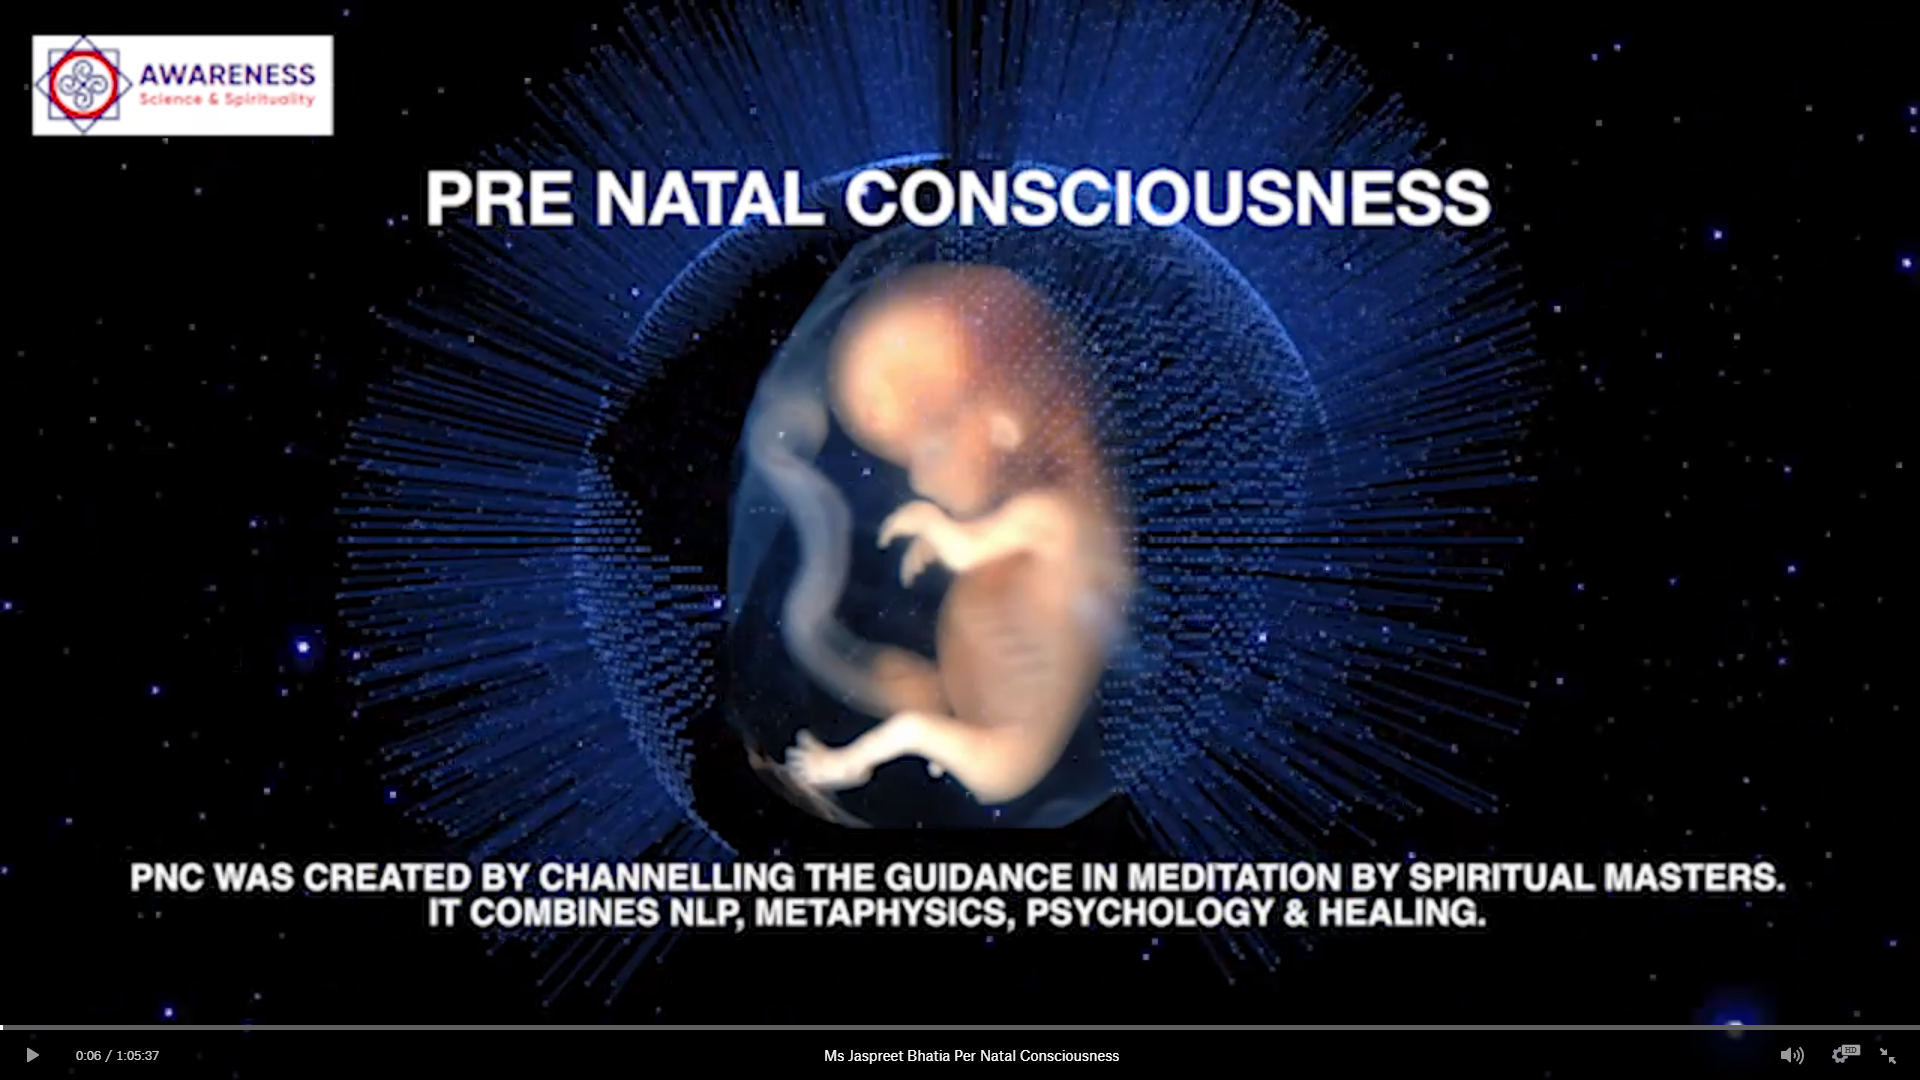 AWARENESS
Science & Spirituality
PRE NATAL CONSCIOUSNESS
PNC WAS CREATED BY CHANNELLING THE GUIDANCE IN MEDITATION BY SPIRITUAL MASTERS.
IT COMBINES NLP, METAPHYSICS, PSYCHOLOGY & HEALING.
0:06 / 1:05:37
Ms Jaspreet Bhatia Per Natal Consciousness
HD